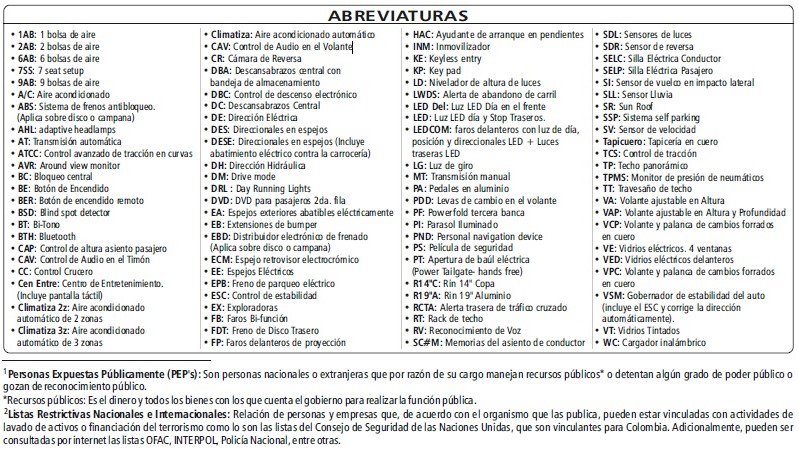 ABREVIATURAS
• 1AB: 1 bolsa de aire
• 2AB: 2 bolsas de aire
• 6AB: 6 bolsas de aire
• 7SS: 7 seat setup
• 9AB: 9 bolsas de aire
• A/C: Aire acondicionado
• ABS: Sistema de frenos antibloqueo.
(Aplica sobre disco o campana)
• AHL: adaptive headlamps
• AT: Transmisión automática
• ATCC: Control avanzado de tracción en curvas
• AVR: Around view monitor
• BC: Bloqueo central
• BE: Botón de Encendido
• BER: Botón de encendido remoto
• BSD: Blind spot detector
• BT: Bi-Tono
• BTH: Bluetooth
• CAP: Control de altura asiento pasajero
• CAV: Control de Audio en el Timón
• CC: Control Crucero
• Cen Entre: Centro de Entretenimiento.
(Incluye pantalla táctil)
• Climatiza 2z: Aire acondicionado
automático de 2 zonas
• Climatiza 3z: Aire acondicionado
automático de 3 zonas
• Climatiza: Aire acondicionado automático
• CAV: Control de Audio en el Volante
• CR: Cámara de Reversa
• DBA: Descansabrazos central con
bandeja de almacenamiento
• DBC: Control de descenso electrónico
• DC: Descansabrazos Central
• DE: Dirección Eléctrica
• DES: Direccionales en espejos
• DESE: Direccionales en espejos (Incluye
abatimiento eléctrico contra la carrocería)
• DH: Dirección Hidráulica
• DM: Drive mode
• DRL : Day Running Lights
• DVD: DVD para pasajeros 2da. fila
• EA: Espejos exteriores abatibles eléctricamente
• EB: Extensiones de bumper
• EBD: Distribuidor electrónico de frenado
(Aplica sobre disco o campana)
• ECM: Espejo retrovisor electrocrómico
• EE: Espejos Eléctricos
• EPB: Freno de parqueo eléctrico
• ESC: Control de estabilidad
• EX: Exploradoras
• FB: Faros Bi-función
• FDT: Freno de Disco Trasero
• FP: Faros delanteros de proyección
• HAC: Ayudante de arranque en pendientes
• INM: Inmovilizador
• KE: Keyless entry
• KP: Key pad
• LD: Nivelador de altura de luces
• LWDS: Alerta de abandono de carril
• LED Del: Luz LED Día en el frente
• LED: Luz LED día y Stop Traseros.
• LEDCOM: faros delanteros con luz de día,
posición y direccionales LED + Luces
traseras LED
• LG: Luz de giro
• MT: Transmisión manual
• PA: Pedales en aluminio
• PDD: Levas de cambio en el volante
• PF: Powerfold tercera banca
• PI: Parasol Iluminado
• PND: Personal navigation device
• PS: Película de seguridad
• PT: Apertura de baúl eléctrica
(Power Tailgate- hands free)
• R14"C: Rin 14" Copa
• R19"A: Rin 19" Aluminio
• RCTA: Alerta trasera de tráfico cruzado
• RT: Rack de techo
• RV: Reconocimiento de Voz
• SC#M: Memorias del asiento de conductor
• SDL: Sensores de luces
• SDR: Sensor de reversa
• SELC: Silla Eléctrica Conductor
• SELP: Silla Eléctrica Pasajero
• SI: Sensor de vuelco en impacto lateral
• SLL: Sensor Lluvia
• SR: Sun Roof
• SSP: Sistema self parking
• SV: Sensor de velocidad
• Tapicuero: Tapicería en cuero
• TCS: Control de tracción
• TP: Techo panorámico
• TPMS: Monitor de presión de neumáticos
• TT: Travesaño de techo
• VA: Volante ajustable en Altura
• VAP: Volante ajustable en Altura y Profundidad
• VCP: Volante y palanca de cambios forrados
en cuero
• VE: Vidrios eléctricos. 4 ventanas
• VED: Vidrios eléctricos delanteros
• VPC: Volante y palanca de cambios forrados
en cuero
• VSM: Gobernador de estabilidad del auto
(incluye el ESC y corrige la dirección
automáticamente).
• VT: Vidrios Tintados
• WC: Cargador inalámbrico
1Personas Expuestas Públicamente (PEP's): Son personas nacionales o extranjeras que por razón de su cargo manejan recursos públicos* o detentan algún grado de poder público o
gozan de reconocimiento público.
*Recursos públicos: Es el dinero y todos los bienes con los que cuenta el gobierno para realizar la función pública.
2Listas Restrictivas Nacionales e Internacionales: Relación de personas y empresas que, de acuerdo con el organismo que las publica, pueden estar vinculadas con actividades de
lavado de activos o financiación del terrorismo como lo son las listas del Consejo de Seguridad de las Naciones Unidas, que son vinculantes para Colombia. Adicionalmente, pueden ser
consultadas por internet las listas OFAC, INTERPOL, Policía Nacional, entre otras.